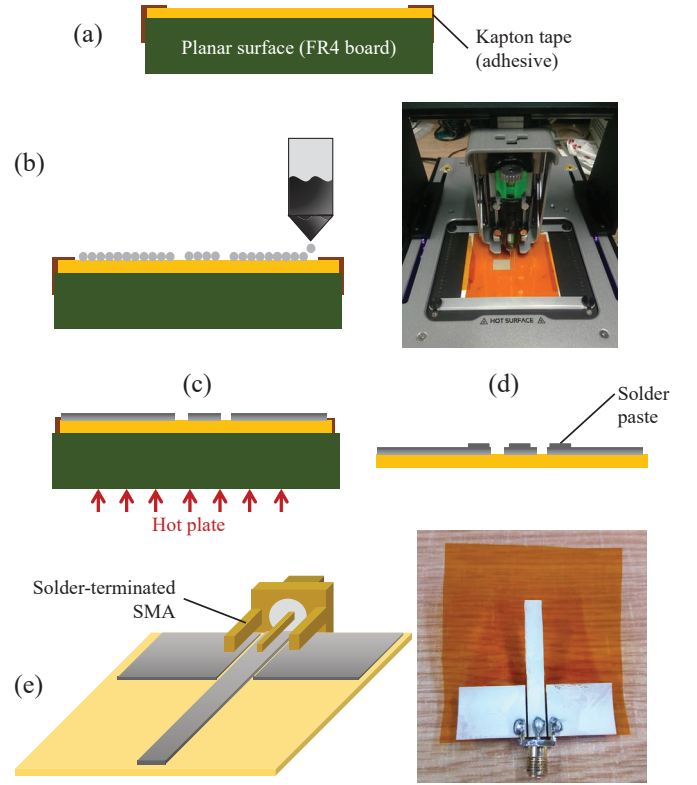 (a)
Planar surface (FR4 board)
Kapton tape
(adhesive)
(b)
⚠ HOT SURFACE ⚠
(c)
(d)
Solder
paste
Hot plate
Solder-terminated
SMA
(e)